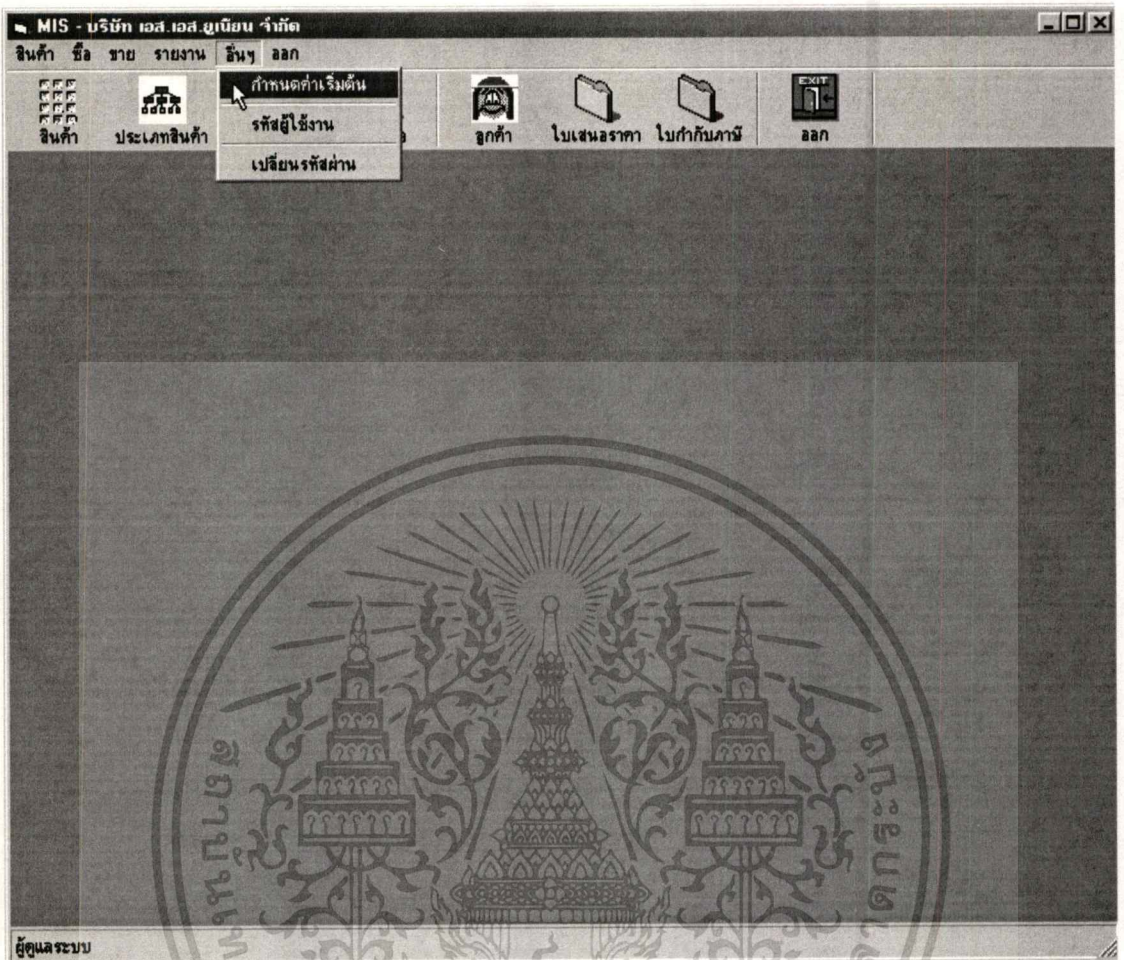 MIS - บริษัท เอส.เอส.ยูเนียน จำกัด
สินค้า ซื้อ ขาย รายงาน อื่นๆ ออก
กำหนดค่าเริ่มต้น
รหัสผู้ใช้งาน
เปลี่ยนรหัสผ่าน
EXIT
สินค้า ประเภทสินค้า ลูกค้า ใบเสนอราคา ใบกำกับภาษี ออก
ผู้ดูแลระบบ